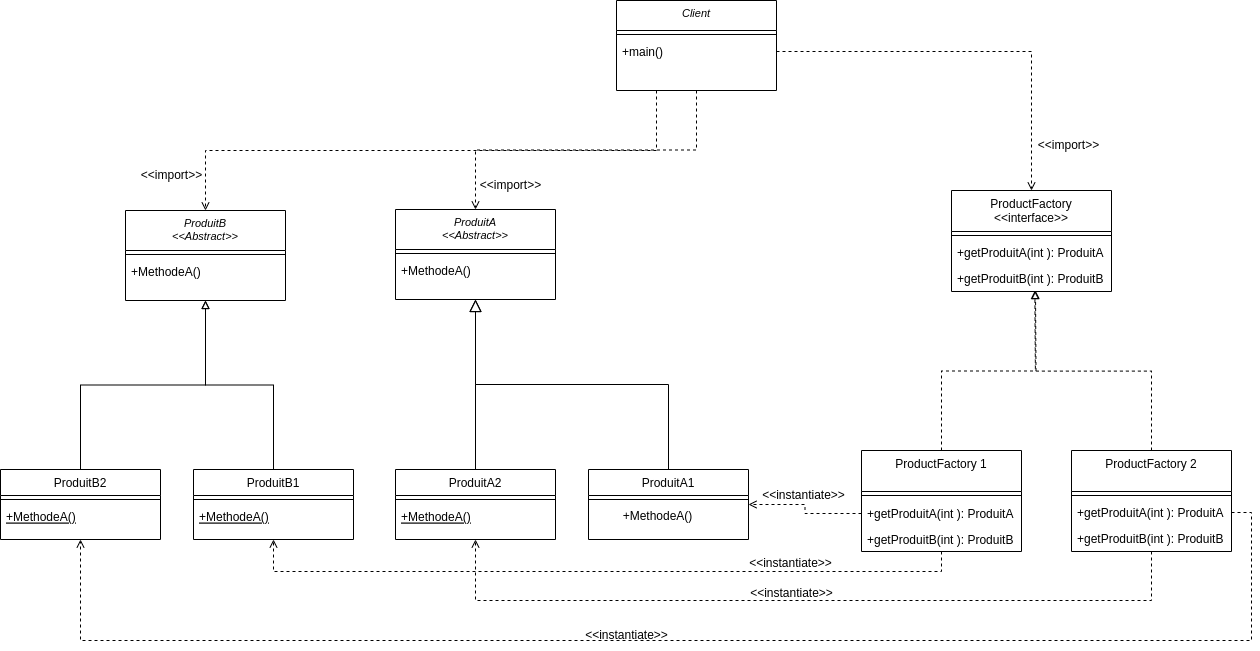 Client
+main()
<<import>>
<<import>>
<<import>>
ProduitB
<<Abstract>>
+MethodeA()
ProduitA
<<Abstract>>
+MethodeA()
ProductFactory
<<interface>>
+getProduitA(int ): ProduitA
+getProduitB(int ): ProduitB
ProduitB2
+MethodeA()
ProduitB1
+MethodeA()
ProduitA2
+MethodeA()
ProduitA1
+MethodeA()
<<instantiate>>
ProductFactory 1
+getProduitA(int ): ProduitA
+getProduitB(int ): ProduitB
ProductFactory 2
+getProduitA(int ): ProduitA
+getProduitB(int ): ProduitB
<<instantiate>>
<<instantiate>>
<<instantiate>>